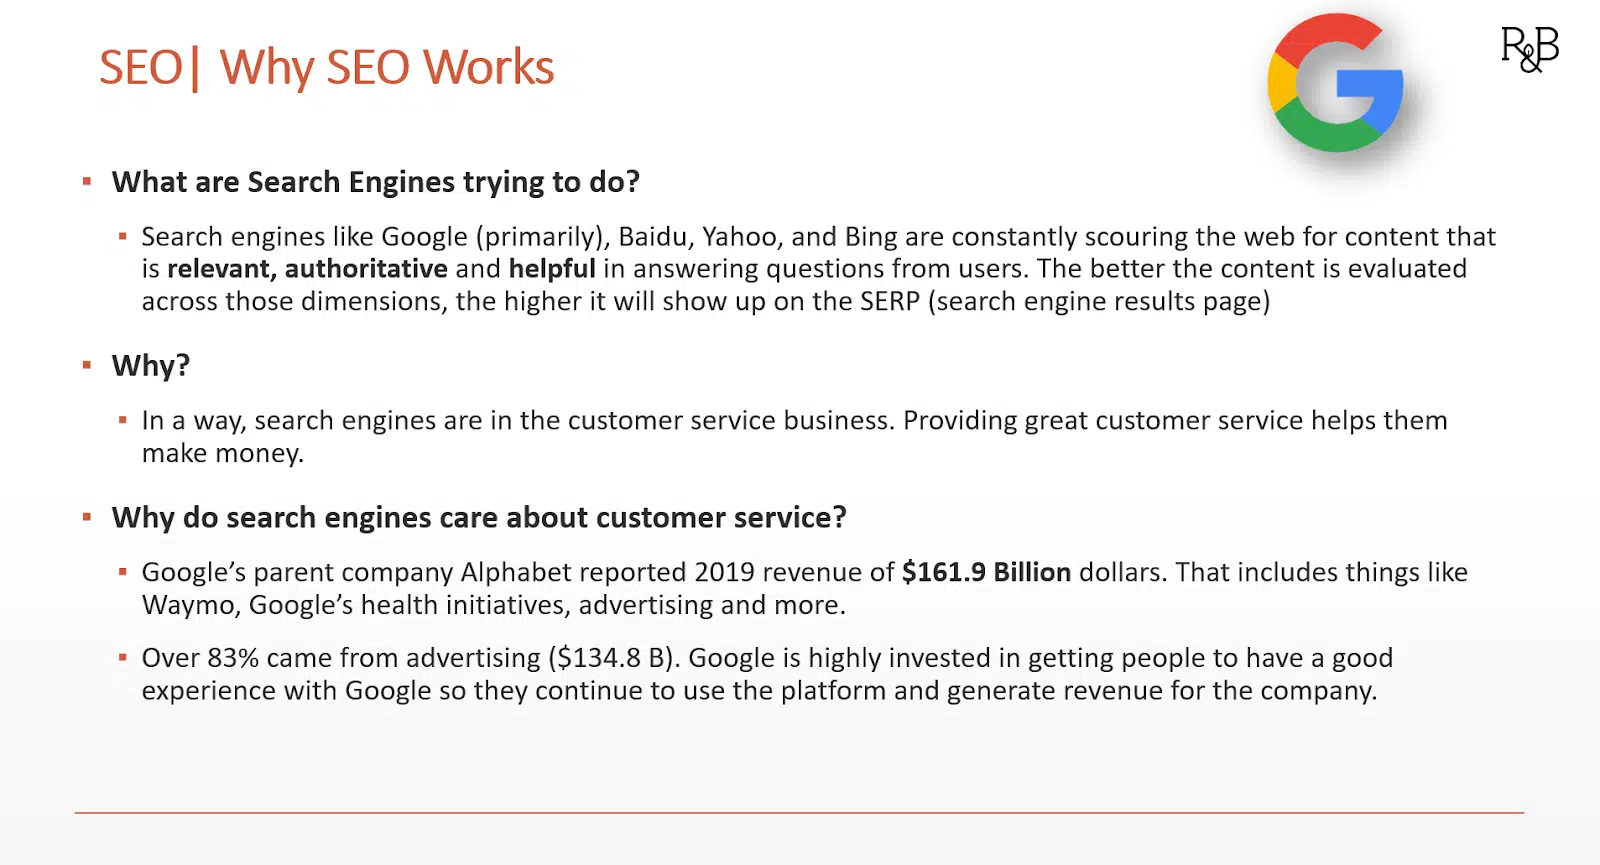 SEO| Why SEO Works
R&B
What are Search Engines trying to do?
Search engines like Google (primarily), Baidu, Yahoo, and Bing are constantly scouring the web for content that
is relevant, authoritative and helpful in answering questions from users. The better the content is evaluated
across those dimensions, the higher it will show up on the SERP (search engine results page)
Why?
In a way, search engines are in the customer service business. Providing great customer service helps them
make money.
Why do search engines care about customer service?
Google’s parent company Alphabet reported 2019 revenue of $161.9 Billion dollars. That includes things like
Waymo, Google’s health initiatives, advertising and more.
Over 83% came from advertising ($134.8 B). Google is highly invested in getting people to have a good
experience with Google so they continue to use the platform and generate revenue for the company.